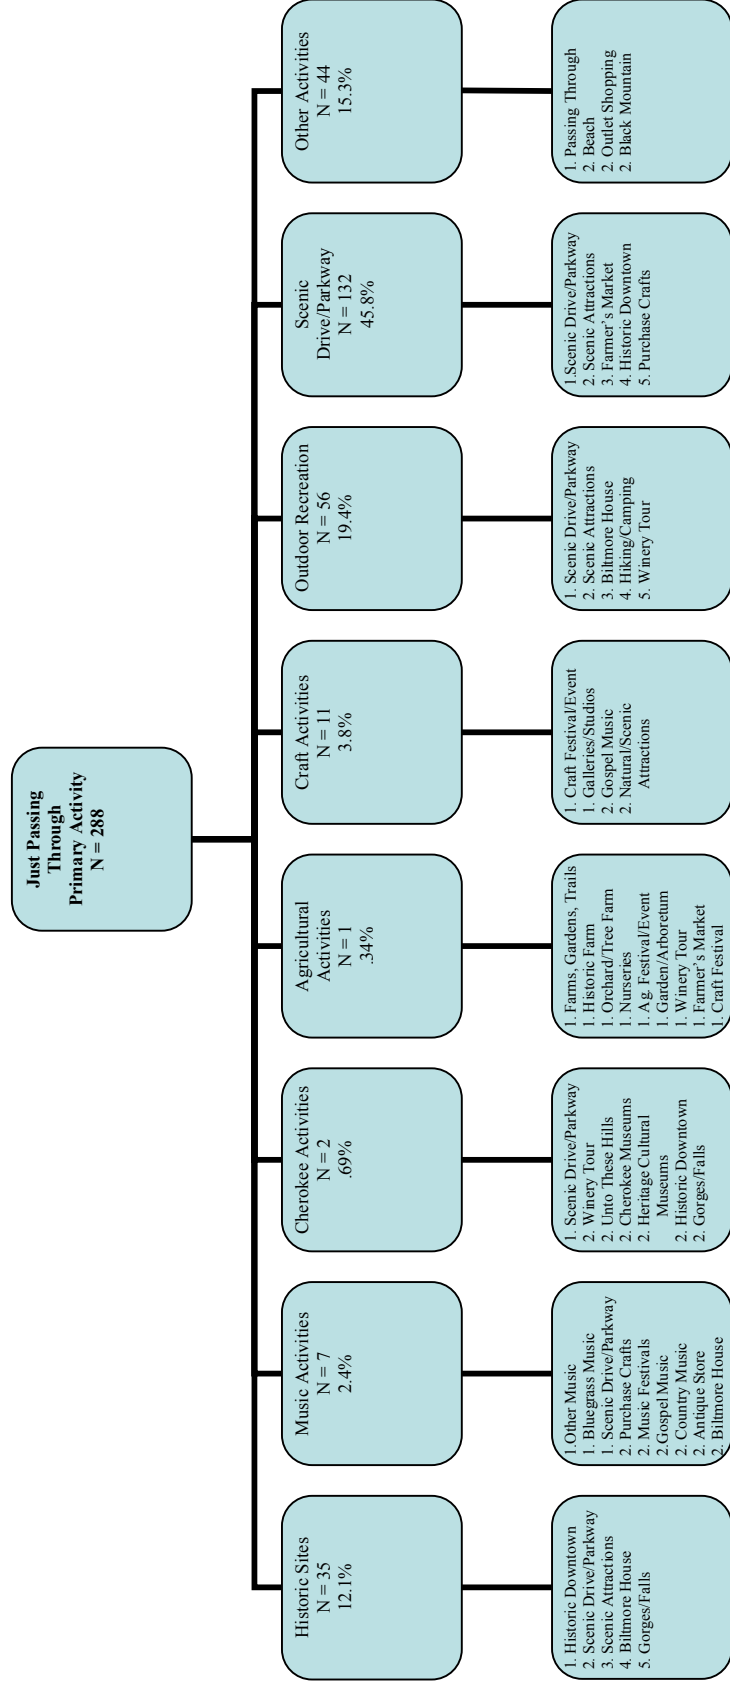 Just Passing
Through
Primary Activity
N = 288
Historic Sites
N = 35
12.1%
Music Activities
N = 7
2.4%
Cherokee Activities
N = 2
.69%
Agricultural
Activities
N = 1
.34%
Craft Activities
N = 11
3.8%
Outdoor Recreation
N = 56
19.4%
Scenic
Drive/Parkway
N = 132
45.8%
Other Activities
N = 44
15.3%
1. Historic Downtown
2. Scenic Drive/Parkway
3. Scenic Attractions
4. Biltmore House
5. Gorges/Falls
1.Other Music
1. Bluegrass Music
1. Scenic Drive/Parkway
2. Purchase Crafts
2. Music Festivals
2.Gospel Music
2. Country Music
2. Antique Store
2. Biltmore House
1. Scenic Drive/Parkway
2. Winery Tour
2. Unto These Hills
2. Cherokee Museums
2. Heritage Cultural
Museums
2. Historic Downtown
2. Gorges/Falls
1. Farms, Gardens, Trails
1. Historic Farm
1. Orchard/Tree Farm
1. Nurseries
1. Ag. Festival/Event
1. Garden/Arboretum
1. Winery Tour
1. Farmer's Market
1. Craft Festival
1. Craft Festival/Event
1. Galleries/Studios
2. Gospel Music
2. Natural/Scenic
Attractions
1. Scenic Drive/Parkway
2. Scenic Attractions
3. Biltmore House
4. Hiking/Camping
5. Winery Tour
1.Scenic Drive/Parkway
2. Scenic Attractions
3. Farmer's Market
4. Historic Downtown
5. Purchase Crafts
1. Passing Through
2. Beach
2. Outlet Shopping
2. Black Mountain